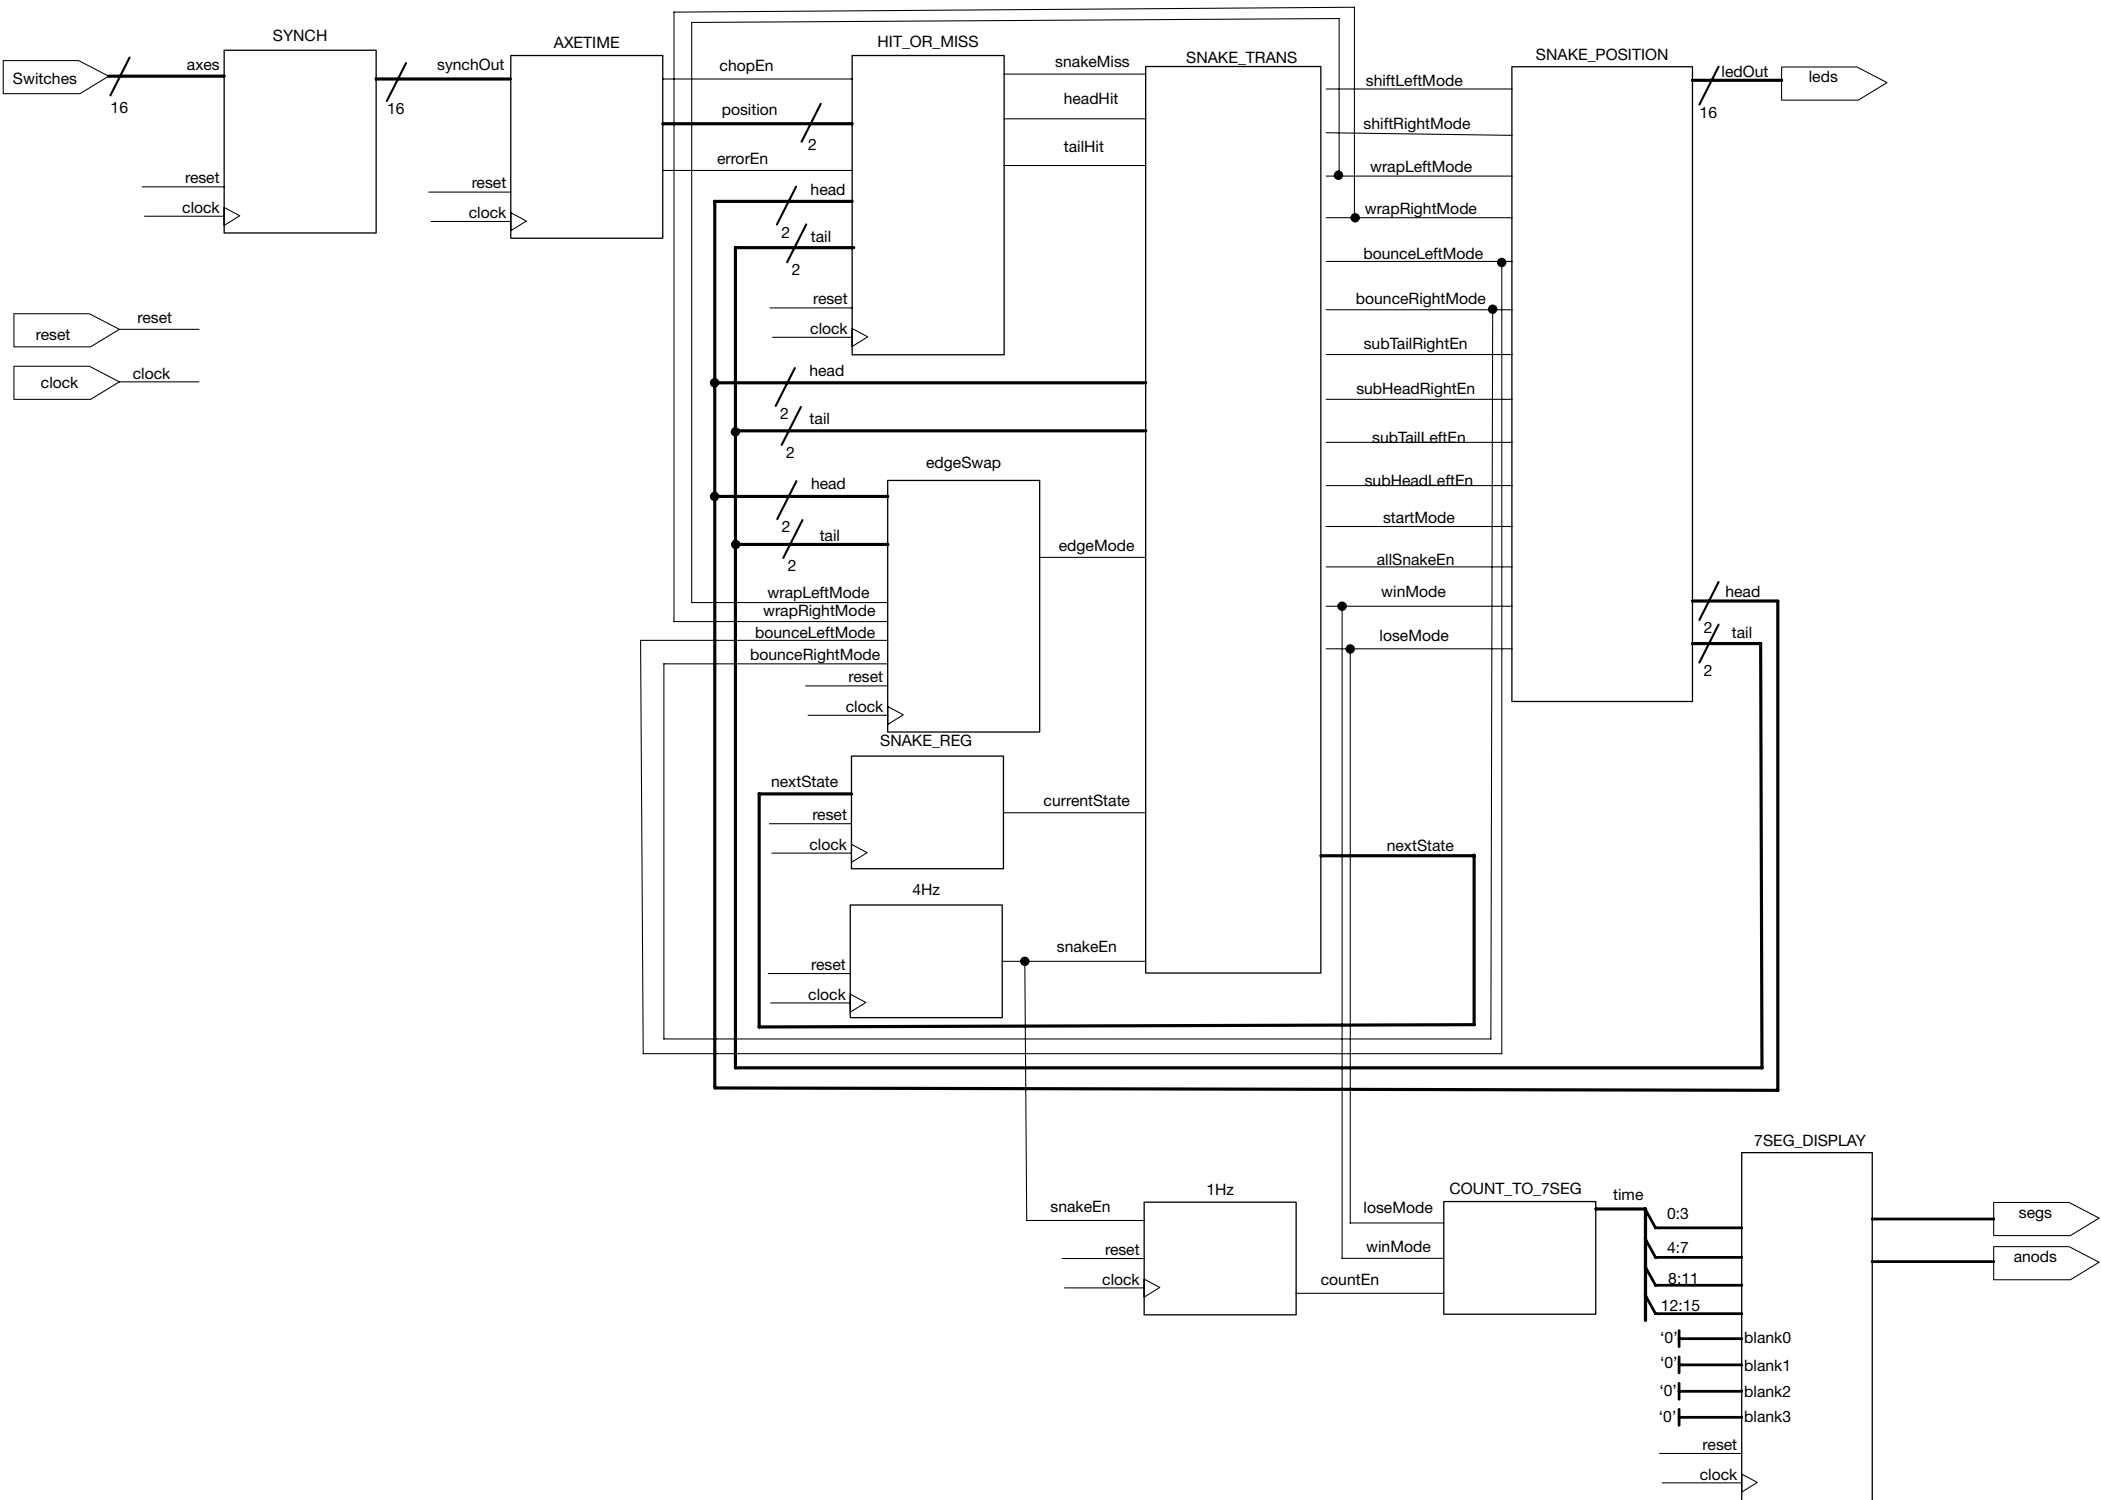 SYNCH
Switches
axes
16
16
reset
clock
synchOut
AXETIME
reset
clock
reset
reset
clock
clock
chopEn
position
2
errorEn
HIT_OR_MISS
head
2
tail
2
reset
clock
snakeMiss
headHit
tailHit
SNAKE_TRANS
head
2
tail
2
edgeSwap
head
2
tail
2
wrapLeftMode
wrapRightMode
bounceLeftMode
bounceRightMode
reset
clock
edgeMode
SNAKE_REG
nextState
reset
clock
currentState
4Hz
reset
clock
snakeEn
shiftLeftMode
shiftRightMode
wrapLeftMode
wrapRightMode
bounceLeftMode
bounceRightMode
subTailRightEn
subHeadRightEn
subTailLeftEn
subHeadLeftEn
startMode
allSnakeEn
winMode
loseMode
nextState
SNAKE_POSITION
ledOut
16
leds
head
2
tail
2
1Hz
snakeEn
reset
clock
countEn
COUNT_TO_7SEG
loseMode
winMode
time
7SEG_DISPLAY
0:3
4:7
8:11
12:15
‘0’ blank0
‘0’ blank1
‘0’ blank2
‘0’ blank3
reset
clock
segs
anods